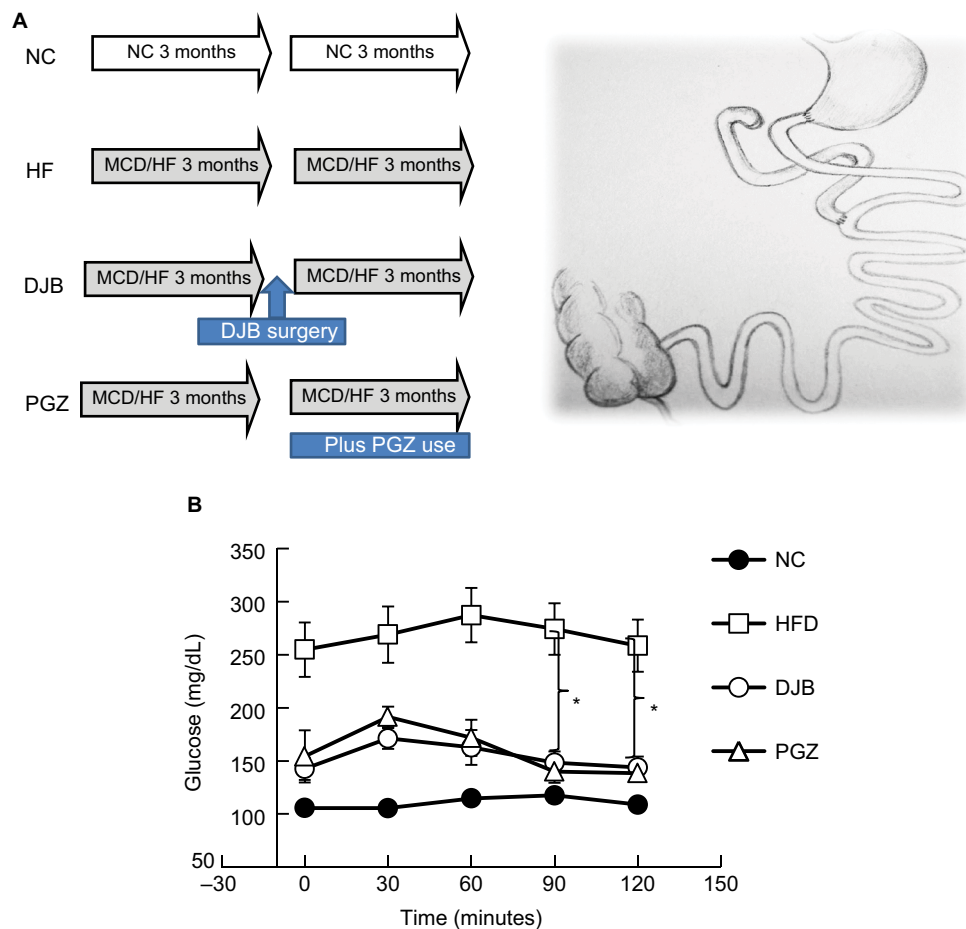 A
NC
NC 3 months
NC 3 months
HF
MCD/HF 3 months
MCD/HF 3 months
DJB
MCD/HF 3 months
MCD/HF 3 months
DJB surgery
PGZ
MCD/HF 3 months
MCD/HF 3 months
Plus PGZ use
B
Glucose (mg/dL)
350
300
250
200
150
100
50
–30
0
30
60
90
120
150
Time (minutes)
*
*
NC
HFD
DJB
PGZ